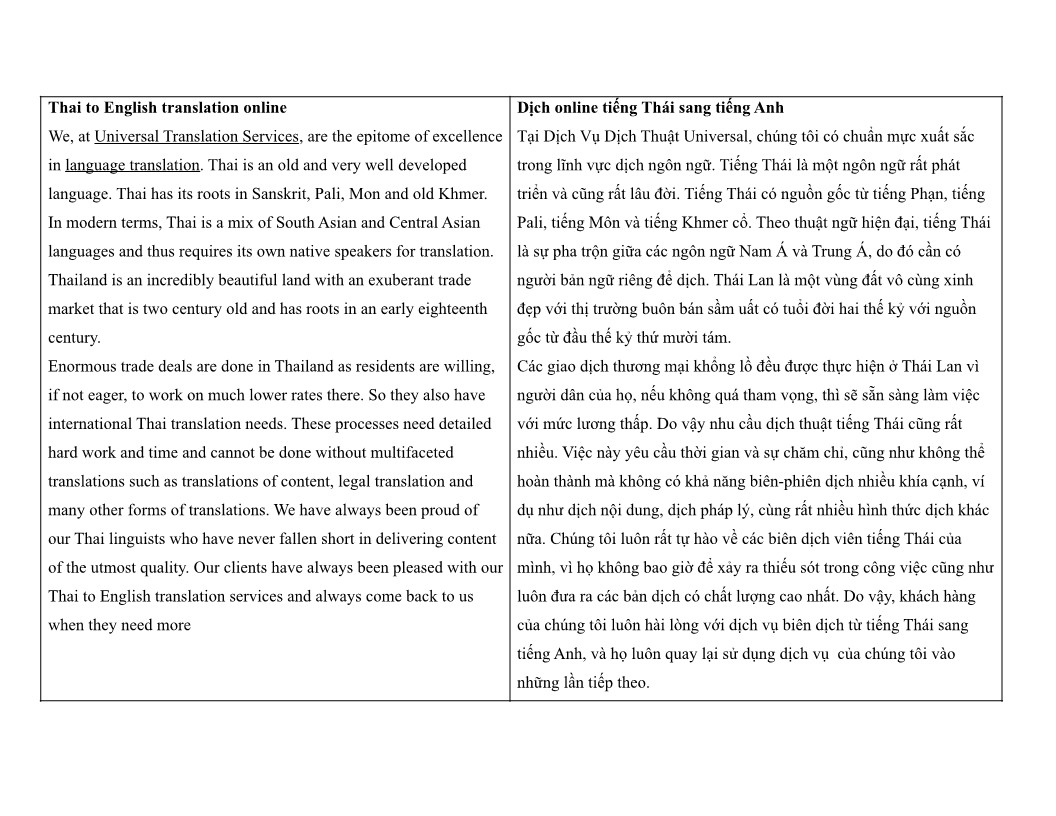 Thai to English translation online
We, at Universal Translation Services, are the epitome of excellence
in language translation. Thai is an old and very well developed
language. Thai has its roots in Sanskrit, Pali, Mon and old Khmer.
In modern terms, Thai is a mix of South Asian and Central Asian
languages and thus requires its own native speakers for translation.
Thailand is an incredibly beautiful land with an exuberant trade
market that is two century old and has roots in an early eighteenth
century.
Enormous trade deals are done in Thailand as residents are willing,
if not eager, to work on much lower rates there. So they also have
international Thai translation needs. These processes need detailed
hard work and time and cannot be done without multifaceted
translations such as translations of content, legal translation and
many other forms of translations. We have always been proud of
our Thai linguists who have never fallen short in delivering content
of the utmost quality. Our clients have always been pleased with our
Thai to English translation services and always come back to us
when they need more
Dịch online tiếng Thái sang tiếng Anh
Tại Dịch Vụ Dịch Thuật Universal, chúng tôi có chuẩn mực xuất sắc
trong lĩnh vực dịch ngôn ngữ. Tiếng Thái là một ngôn ngữ rất phát
triển và cũng rất lâu đời. Tiếng Thái có nguồn gốc từ tiếng Phạn, tiếng
Pali, tiếng Môn và tiếng Khmer cổ. Theo thuật ngữ hiện đại, tiếng Thái
là sự pha trộn giữa các ngôn ngữ Nam Á và Trung Á, do đó cần có
người bản ngữ riêng để dịch. Thái Lan là một vùng đất vô cùng xinh
đẹp với thị trường buôn bán sầm uất có tuổi đời hai thế kỷ với nguồn
gốc từ đầu thế kỷ thứ mười tám.
Các giao dịch thương mại khổng lồ đều được thực hiện ở Thái Lan vì
người dân của họ, nếu không quá tham vọng, thì sẽ sẵn sàng làm việc
với mức lương thấp. Do vậy nhu cầu dịch thuật tiếng Thái cũng rất
nhiều. Việc này yêu cầu thời gian và sự chăm chỉ, cũng như không thể
hoàn thành mà không có khả năng biên-phiên dịch nhiều khía cạnh, ví
dụ như dịch nội dung, dịch pháp lý, cùng rất nhiều hình thức dịch khác
nữa. Chúng tôi luôn rất tự hào về các biên dịch viên tiếng Thái của
mình, vì họ không bao giờ để xảy ra thiếu sót trong công việc cũng như
luôn đưa ra các bản dịch có chất lượng cao nhất. Do vậy, khách hàng
của chúng tôi luôn hài lòng với dịch vụ biên dịch từ tiếng Thái sang
tiếng Anh, và họ luôn quay lại sử dụng dịch vụ  của chúng tôi vào
những lần tiếp theo.